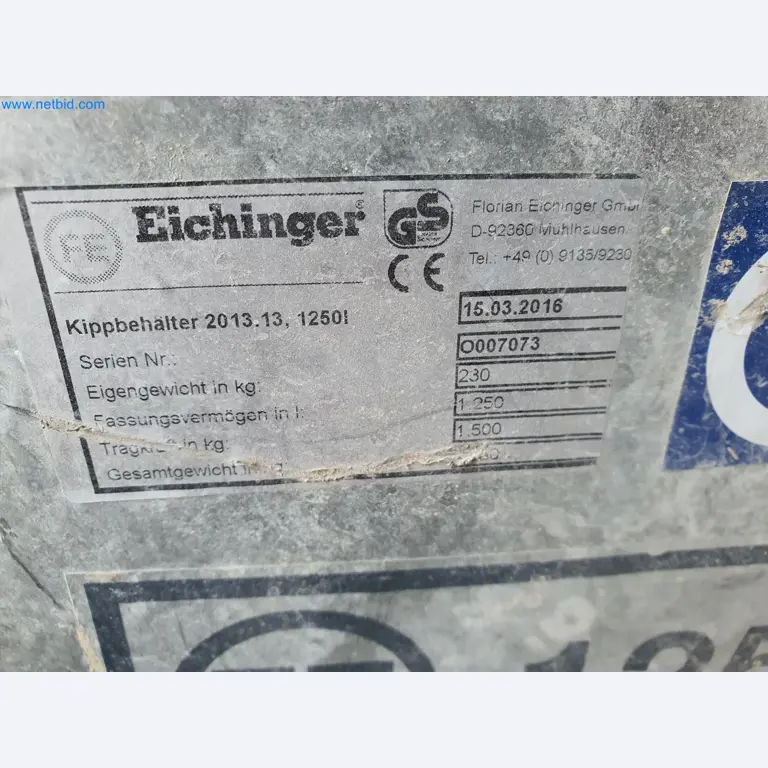 www.netbid.com
FE Eichinger® GS
Florian Eichinger GmbH
D-92360 Mühlhausen
Tel.: +49 (0) 9135/9230
CE
Kippbehälter 2013.13, 1250l 15.03.2016
Serien Nr.: O007073
Eigengewicht in kg: 230
Fassungsvermögen in l: 1.250
Tragkraft in kg: 1.500
Gesamtgewicht in